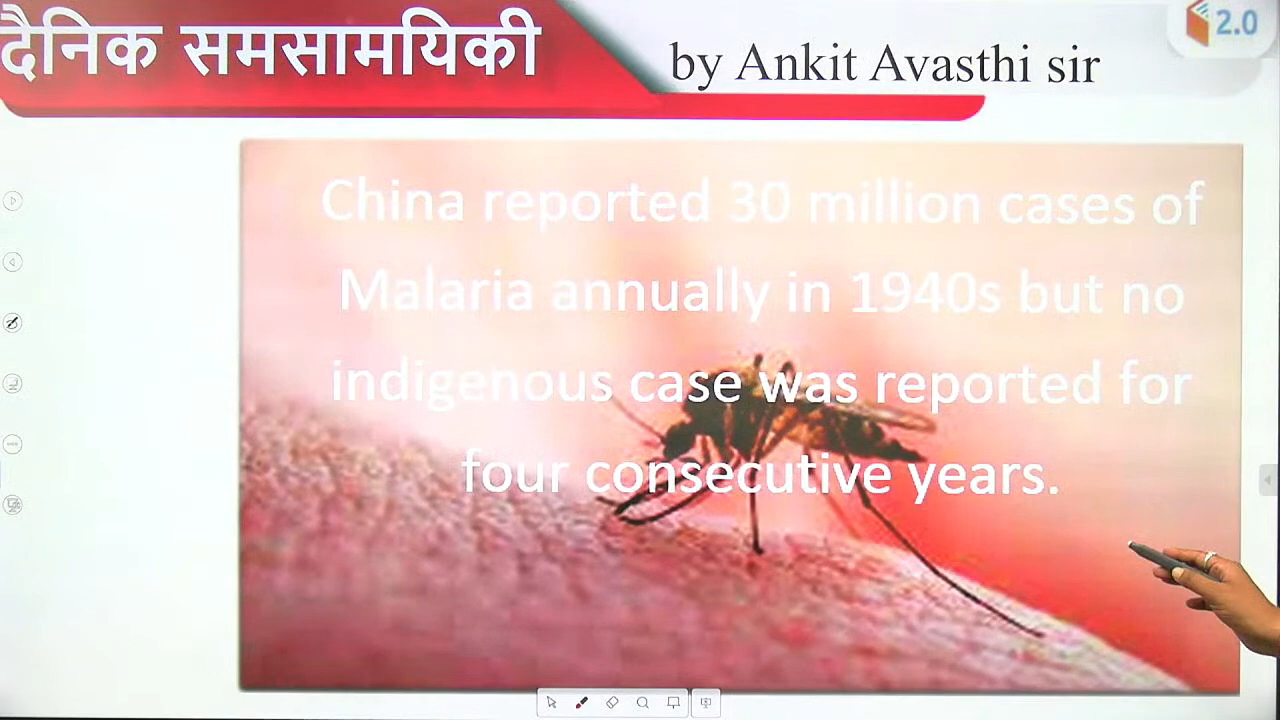 दैनिक समसामयिकी
by Ankit Avasthi sir
2.0
China reported 30 million cases of
Malaria annually in 1940s but no
indigenous case was reported for
four consecutive years.